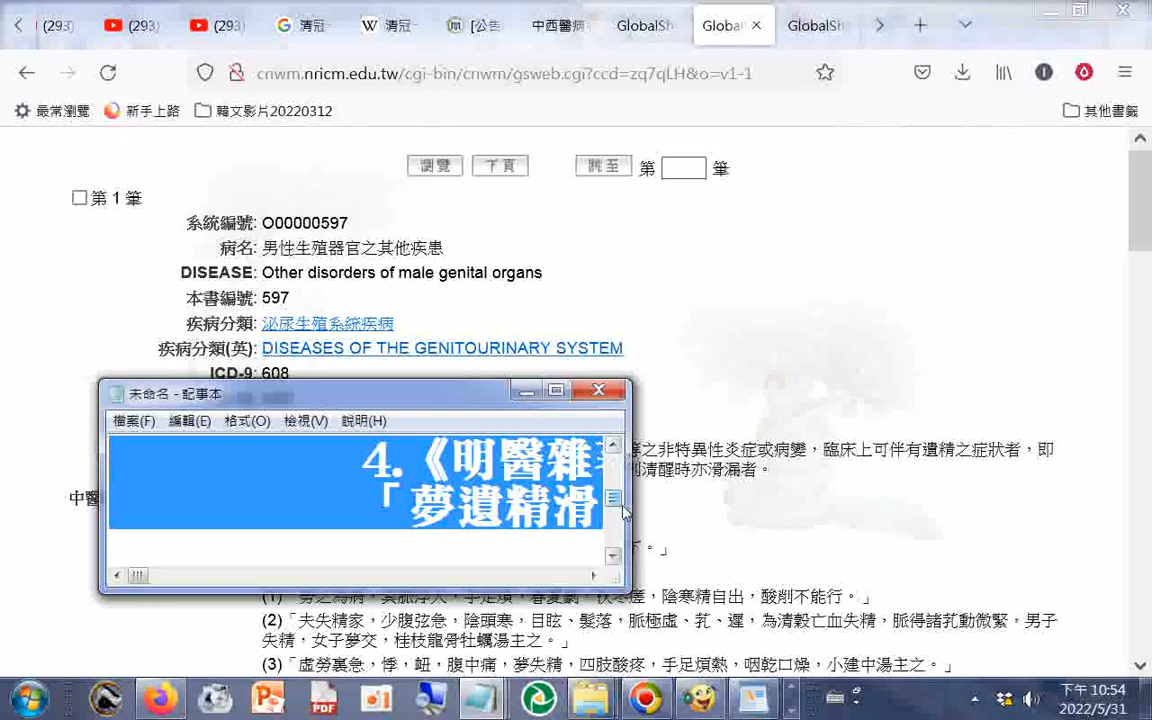 (293)
(293)
(293)
清冠
清冠
[公告
中西醫病
GlobalSh
Globals
GlobalSh
cnwm.nricm.edu.tw/cgi-bin/cnwm/gsweb.cgi?ccd=zq7qLH&o=v1-1
最常瀏覽
新手上路
韓文影片20220312
其他書籤
瀏覽
下頁
跳至
第
筆
第 1 筆
系統編號: O00000597
病名: 男性生殖器官之其他疾患
DISEASE: Other disorders of male genital organs
本書編號: 597
疾病分類: 泌尿生殖系統疾病
疾病分類(英): DISEASES OF THE GENITOURINARY SYSTEM
ICD-9: 608
未命名 - 記事本
檔案(F) 編輯(E) 格式(O) 檢視(V) 說明(H)
4.《明醫雜
「夢遺精滑
之非特異性炎症或病變，臨床上可伴有遺精之症狀者，即
清醒時亦滑漏者。
中醫
。」
春夏劇，秋冬瘥，陰寒精自出，酸削不能行。」
(2)「夫失精家，少腹弦急，陰頭寒，目眩、髮落，脈極虛、芤、遲，為清穀亡血失精，脈得諸芤動微緊，男子
失精，女子夢交，桂枝龍骨牡蠣湯主之。」
(3)「虛勞裏急，悸，衄，腹中痛，夢失精，四肢酸疼，手足煩熱，咽乾口燥，小建中湯主之。」
下午 10:54
2022/5/31